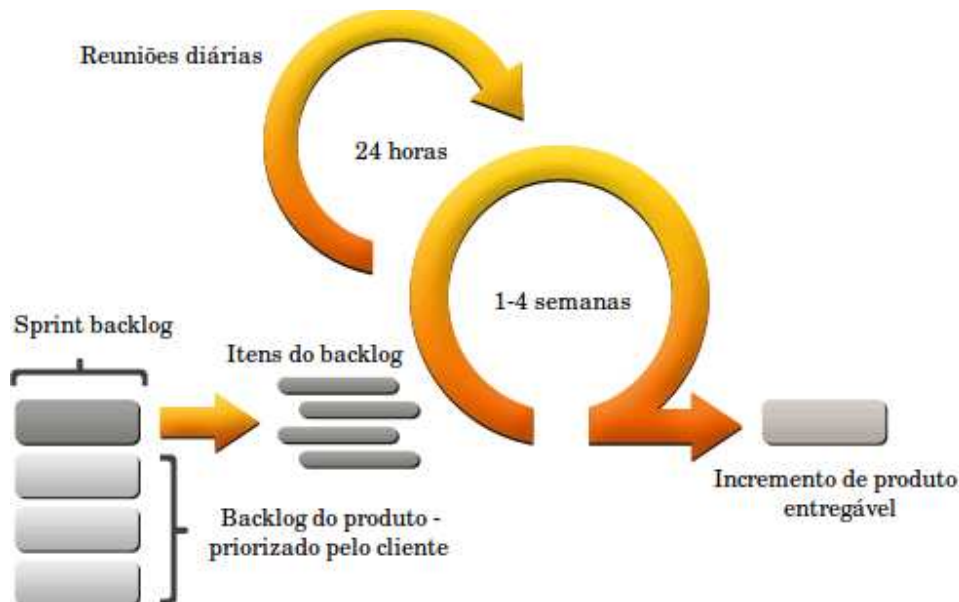 Reuniões diárias
24 horas
1-4 semanas
Sprint backlog
Itens do backlog
Backlog do produto -
priorizado pelo cliente
Incremento de produto
entregável